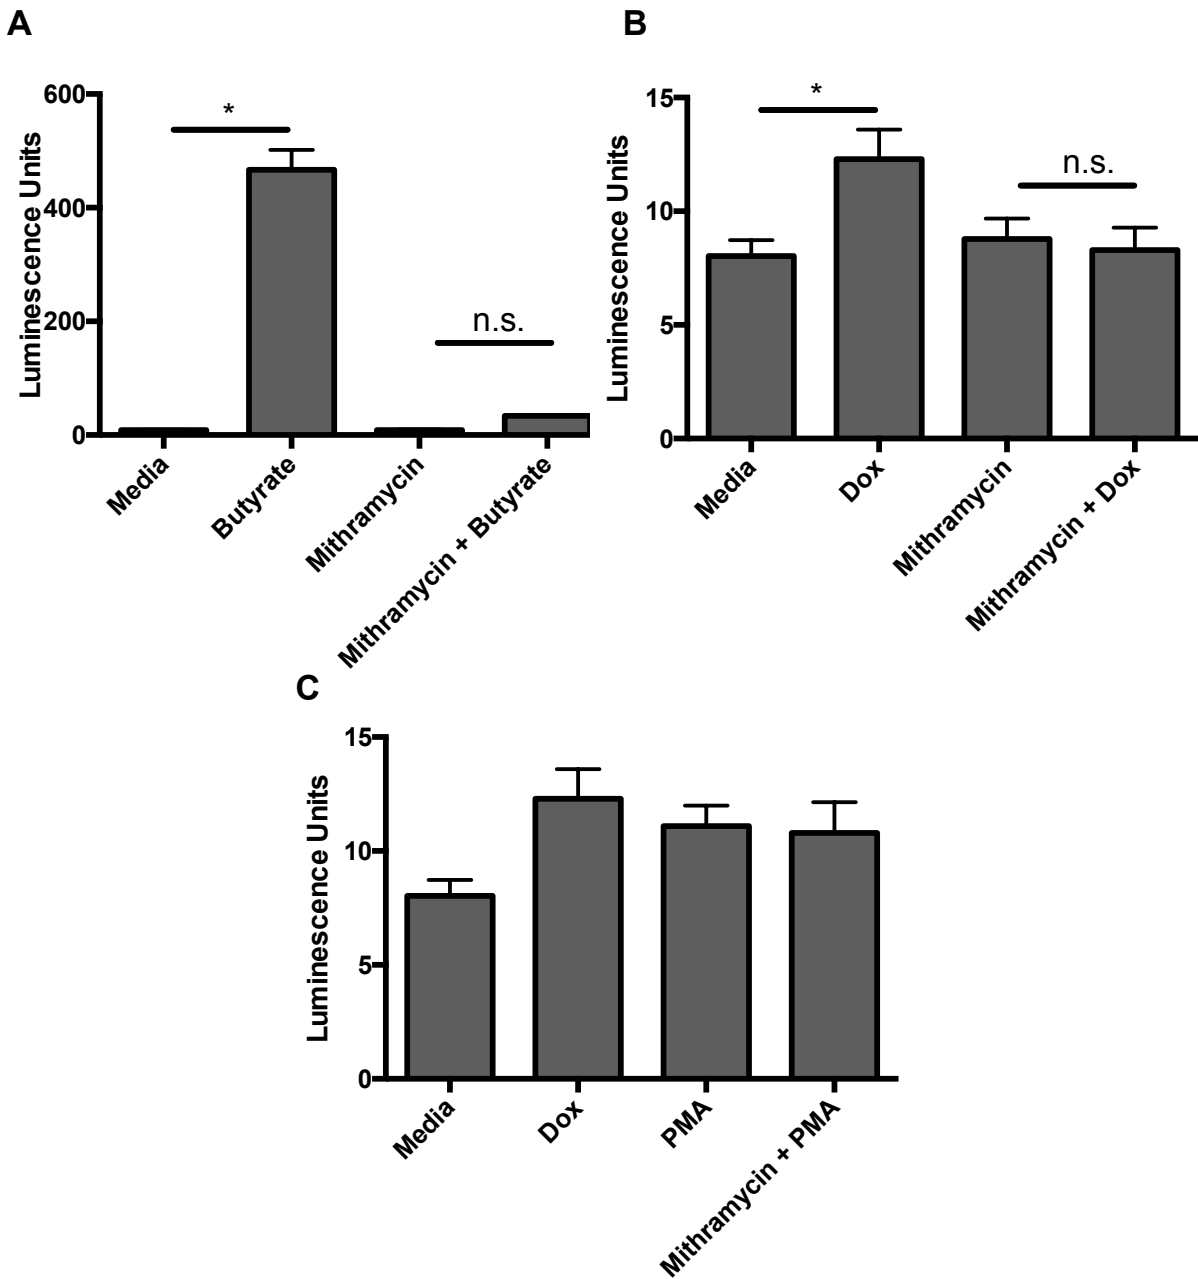 A
Luminescence Units
600
400
200
0
*
n.s.
Media
Butyrate
Mithramycin
Mithramycin + Butyrate
B
Luminescence Units
15
10
5
0
*
n.s.
Media
Dox
Mithramycin
Mithramycin + Dox
C
Luminescence Units
15
10
5
0
Media
Dox
PMA
Mithramycin + PMA